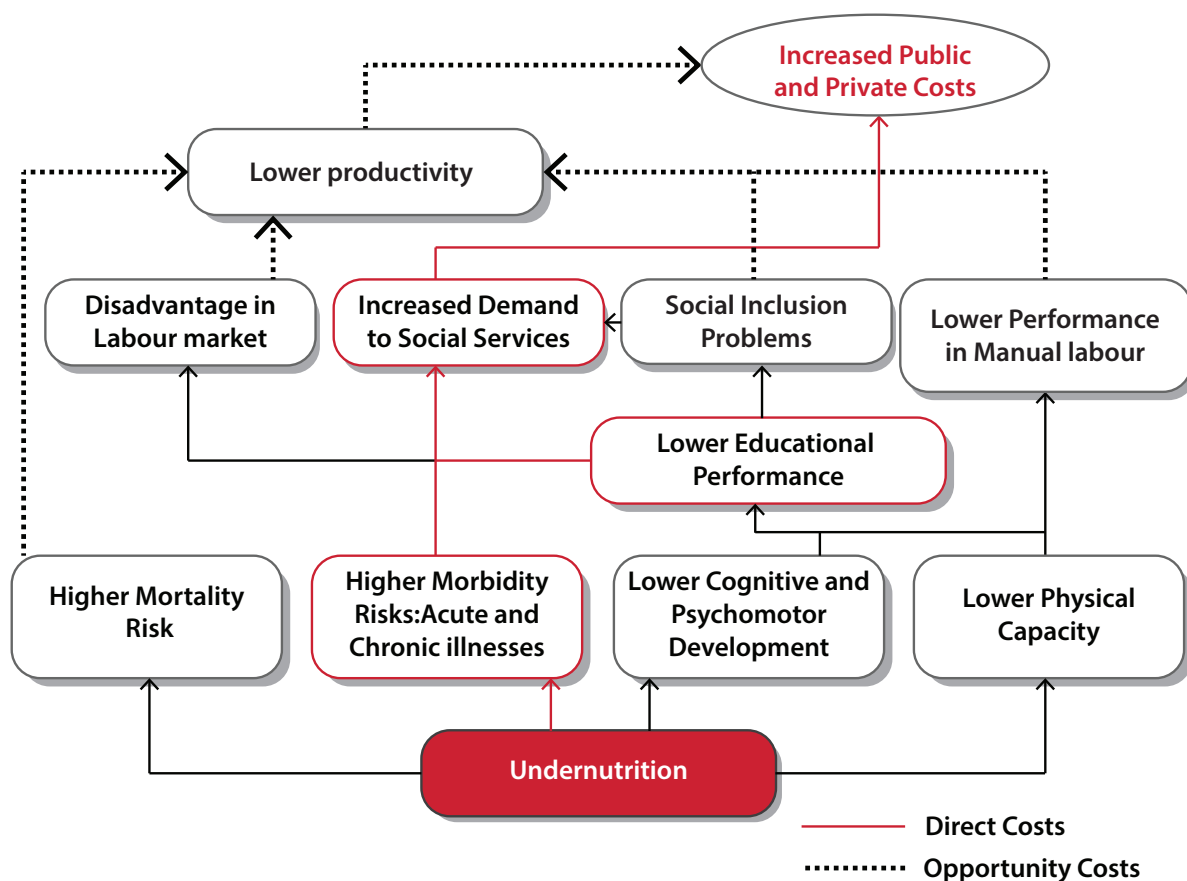 Increased Public
and Private Costs
Lower productivity
Disadvantage in
Labour market
Increased Demand
to Social Services
Social Inclusion
Problems
Lower Performance
in Manual labour
Lower Educational
Performance
Higher Mortality
Risk
Higher Morbidity
Risks:Acute and
Chronic illnesses
Lower Cognitive and
Psychomotor
Development
Lower Physical
Capacity
Undernutrition
Direct Costs
Opportunity Costs